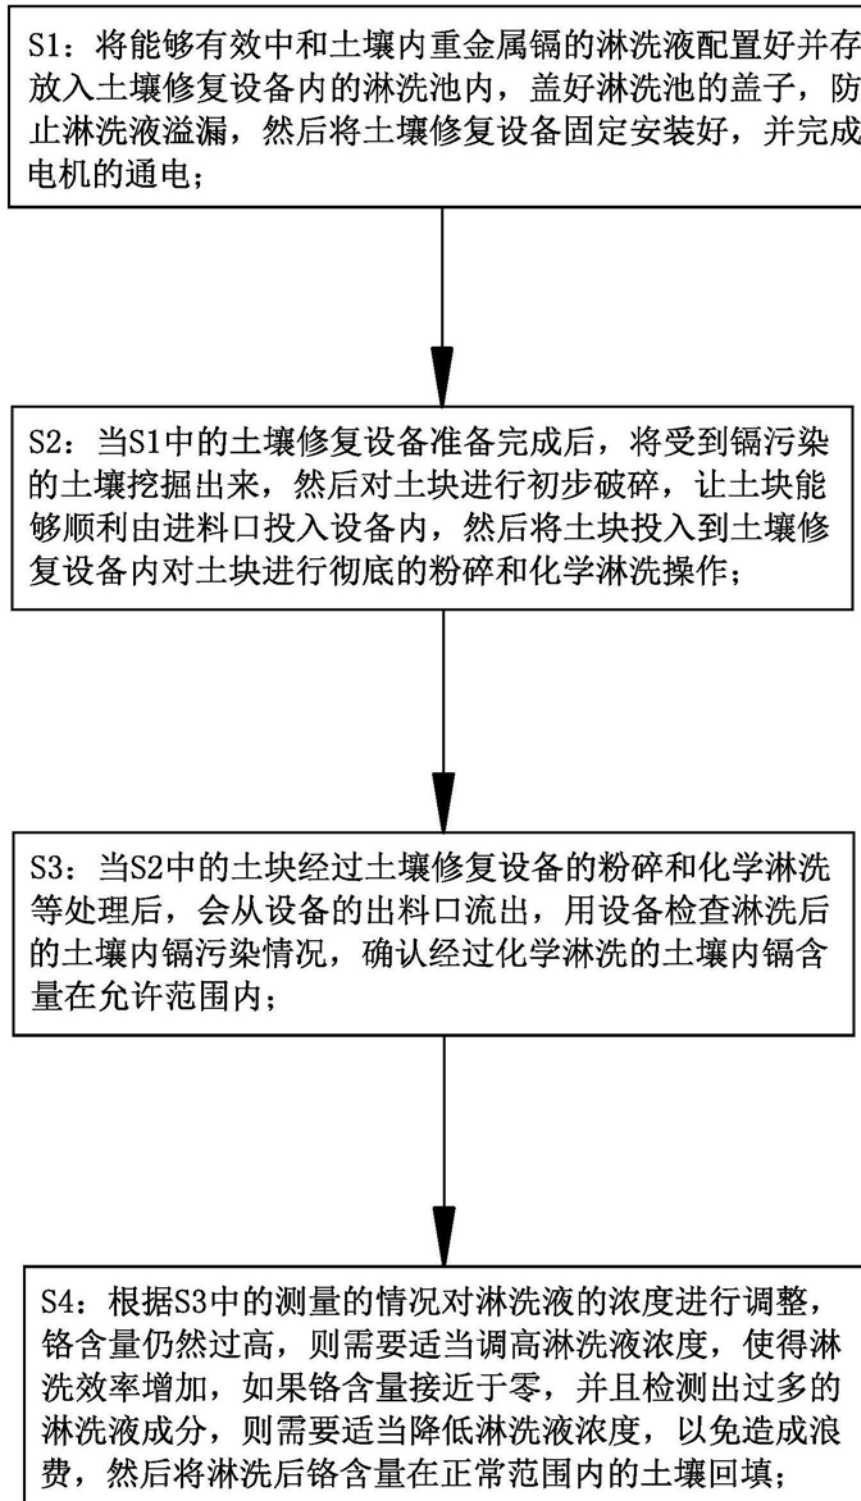 S1：将能够有效中和土壤内重金属镉的淋洗液配置好并存
放入土壤修复设备内的淋洗池内，盖好淋洗池的盖子，防
止淋洗液溢漏，然后将土壤修复设备固定安装好，并完成
电机的通电；
S2：当S1中的土壤修复设备准备完成后，将受到镉污染
的土壤挖掘出来，然后对土块进行初步破碎，让土块能
够顺利由进料口投入设备内，然后将土块投入到土壤修
复设备内对土块进行彻底的粉碎和化学淋洗操作；
S3：当S2中的土块经过土壤修复设备的粉碎和化学淋洗
等处理后，会从设备的出料口流出，用设备检查淋洗后
的土壤内镉污染情况，确认经过化学淋洗的土壤内镉含
量在允许范围内；
S4：根据S3中的测量的情况对淋洗液的浓度进行调整，
铬含量仍然过高，则需要适当调高淋洗液浓度，使得淋
洗效率增加，如果铬含量接近于零，并且检测出过多的
淋洗液成分，则需要适当降低淋洗液浓度，以免造成浪
费，然后将淋洗后铬含量在正常范围内的土壤回填；